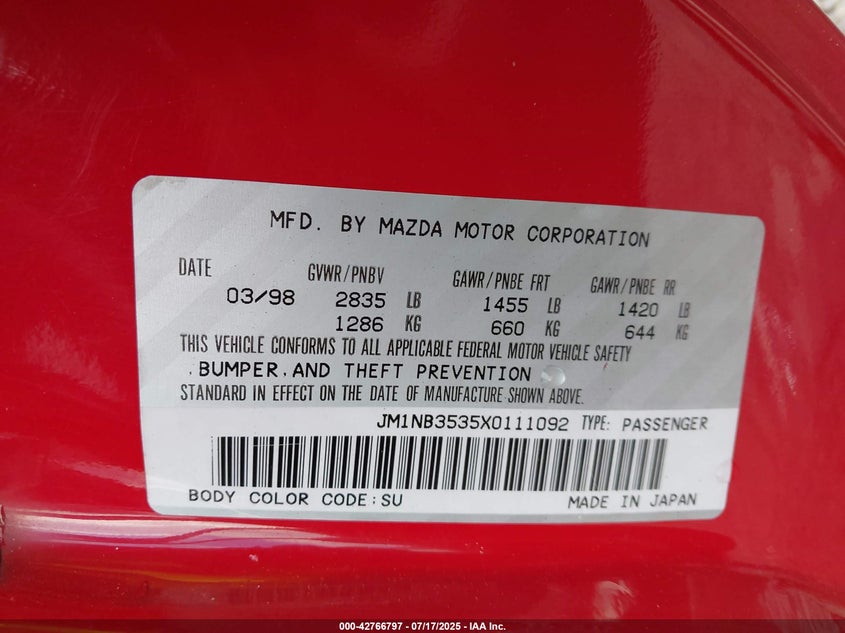 MFD. BY MAZDA MOTOR CORPORATION
DATE GVWR/PNBV GAWR/PNBE FRT GAWR/PNBE RR
03/98 2835 LB 1455 LB 1420 LB
1286 KG 660 KG 644 KG
THIS VEHICLE CONFORMS TO ALL APPLICABLE FEDERAL MOTOR VEHICLE SAFETY
.BUMPER.AND THEFT PREVENTION
STANDARD IN EFFECT ON THE DATE OF MANUFACTURE SHOWN ABOVE.
JM1NB3535X0111092 TYPE: PASSENGER
BODY COLOR CODE:SU MADE IN JAPAN
000-42766797 - 07/17/2025 - IAA Inc.